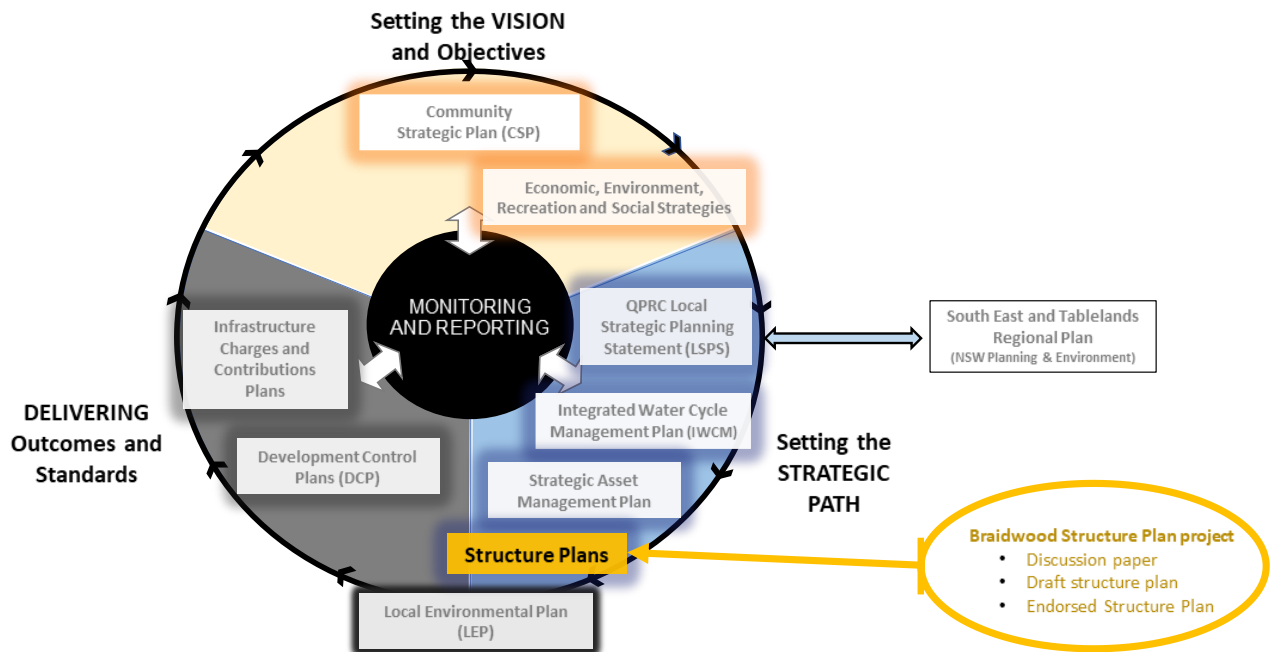 Setting the VISION
and Objectives
Community
Strategic Plan (CSP)
Economic, Environment,
Recreation and Social Strategies
MONITORING
AND REPORTING
QPRC Local
Strategic Planning
Statement (LSPS)
South East and Tablelands
Regional Plan
(NSW Planning & Environment)
Infrastructure
Charges and
Contributions
Plans
DELIVERING
Outcomes and
Standards
Integrated Water Cycle
Management Plan (IWCM)
Setting the
STRATEGIC
PATH
Development Control
Plans (DCP)
Strategic Asset
Management Plan
Structure Plans
Braidwood Structure Plan project
• Discussion paper
• Draft structure plan
• Endorsed Structure Plan
Local Environmental Plan
(LEP)